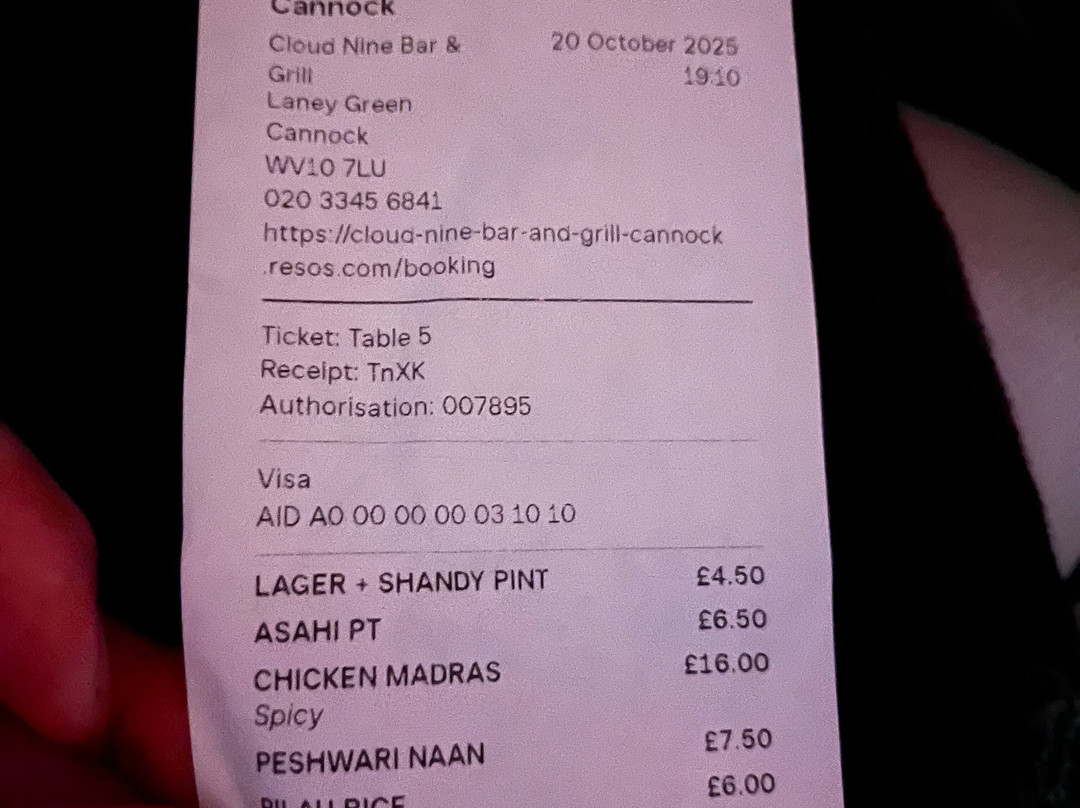 Cannock
Cloud Nine Bar & 20 October 2025
Grill 19:10
Laney Green
Cannock
WV10 7LU
020 3345 6841
https://cloud-nine-bar-and-grill-cannock
.resos.com/booking
Ticket: Table 5
Receipt: TnXK
Authorisation: 007895
Visa
AID A0 00 00 00 03 10 10
LAGER + SHANDY PINT £4.50
ASAHI PT £6.50
CHICKEN MADRAS £16.00
Spicy
PESHWARI NAAN £7.50
PILAU RICE £6.00